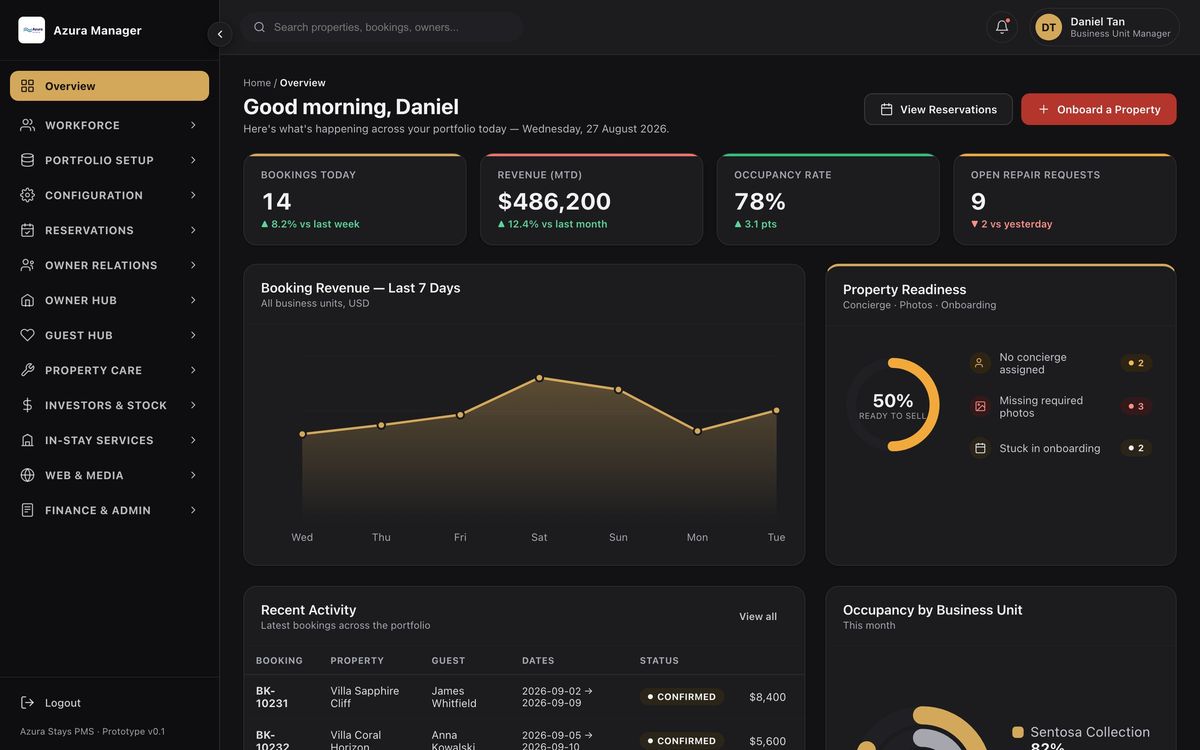 Azura Manager
Search properties, bookings, owners...
DT
Daniel Tan
Business Unit Manager
Overview
WORKFORCE
PORTFOLIO SETUP
CONFIGURATION
RESERVATIONS
OWNER RELATIONS
OWNER HUB
GUEST HUB
PROPERTY CARE
INVESTORS & STOCK
IN-STAY SERVICES
WEB & MEDIA
FINANCE & ADMIN
Logout
Azura Stays PMS · Prototype v0.1
Home / Overview
Good morning, Daniel
Here's what's happening across your portfolio today — Wednesday, 27 August 2026.
View Reservations
Onboard a Property
BOOKINGS TODAY
14
▲ 8.2% vs last week
REVENUE (MTD)
$486,200
▲ 12.4% vs last month
OCCUPANCY RATE
78%
▲ 3.1 pts
OPEN REPAIR REQUESTS
9
▼ 2 vs yesterday
Booking Revenue — Last 7 Days
All business units, USD
Wed Thu Fri Sat Sun Mon Tue
Property Readiness
Concierge · Photos · Onboarding
50%
READY TO SELL
No concierge
assigned
2
Missing required
photos
3
Stuck in onboarding
2
Recent Activity
Latest bookings across the portfolio
View all
BOOKING PROPERTY GUEST DATES STATUS
BK-
10231
Villa Sapphire
Cliff
James
Whitfield
2026-09-02 →
2026-09-09
CONFIRMED
$8,400
BK-
10232
Villa Coral
Horizon
Anna
Kowalski
2026-09-05 →
2026-09-10
CONFIRMED
$5,600
Occupancy by Business Unit
This month
Sentosa Collection
82%